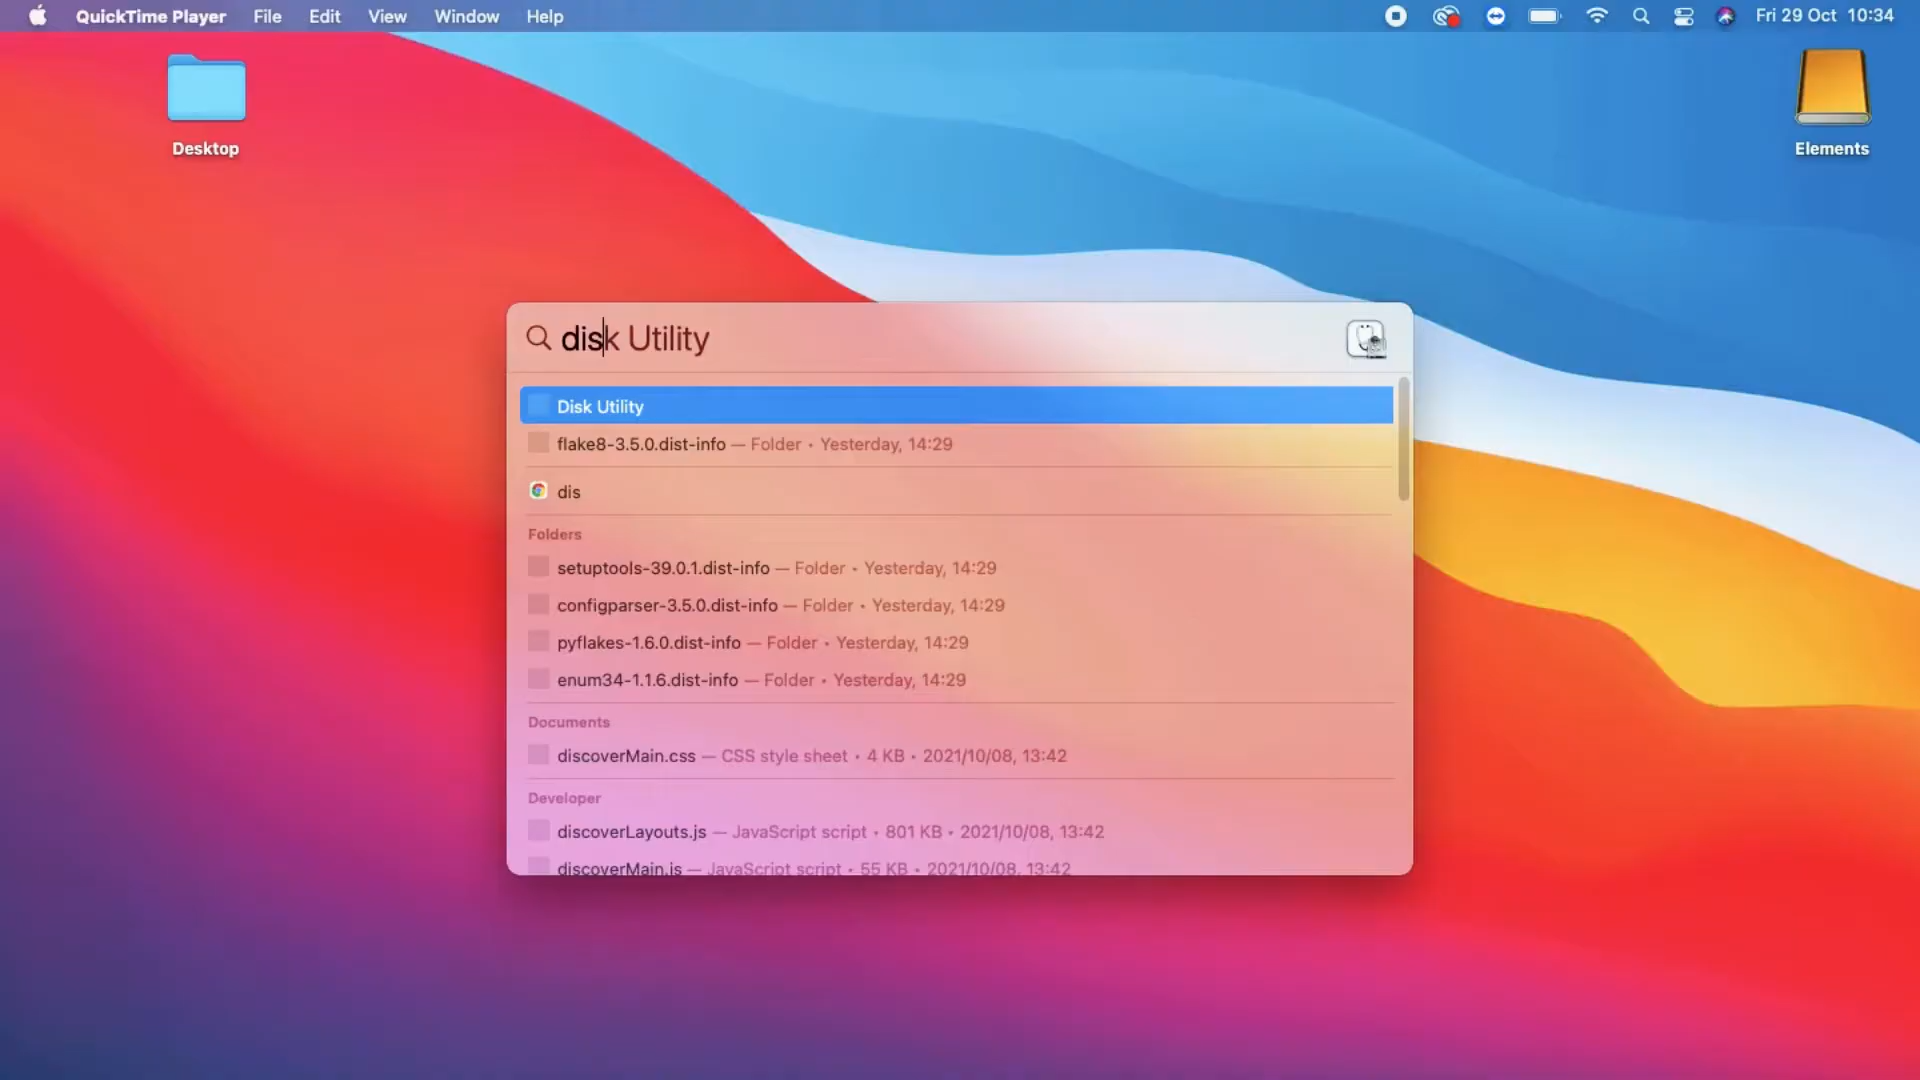 QuickTime Player File Edit View Window Help Fri 29 Oct 10:34
Desktop
Elements
disk Utility
Disk Utility
flake8-3.5.0.dist-info — Folder • Yesterday, 14:29
dis
Folders
setuptools-39.0.1.dist-info — Folder • Yesterday, 14:29
configparser-3.5.0.dist-info — Folder • Yesterday, 14:29
pyflakes-1.6.0.dist-info — Folder • Yesterday, 14:29
enum34-1.1.6.dist-info — Folder • Yesterday, 14:29
Documents
discoverMain.css — CSS style sheet • 4 KB • 2021/10/08, 13:42
Developer
discoverLayouts.js — JavaScript script • 801 KB • 2021/10/08, 13:42
discoverMain.js — JavaScript script • 55 KB • 2021/10/08, 13:42